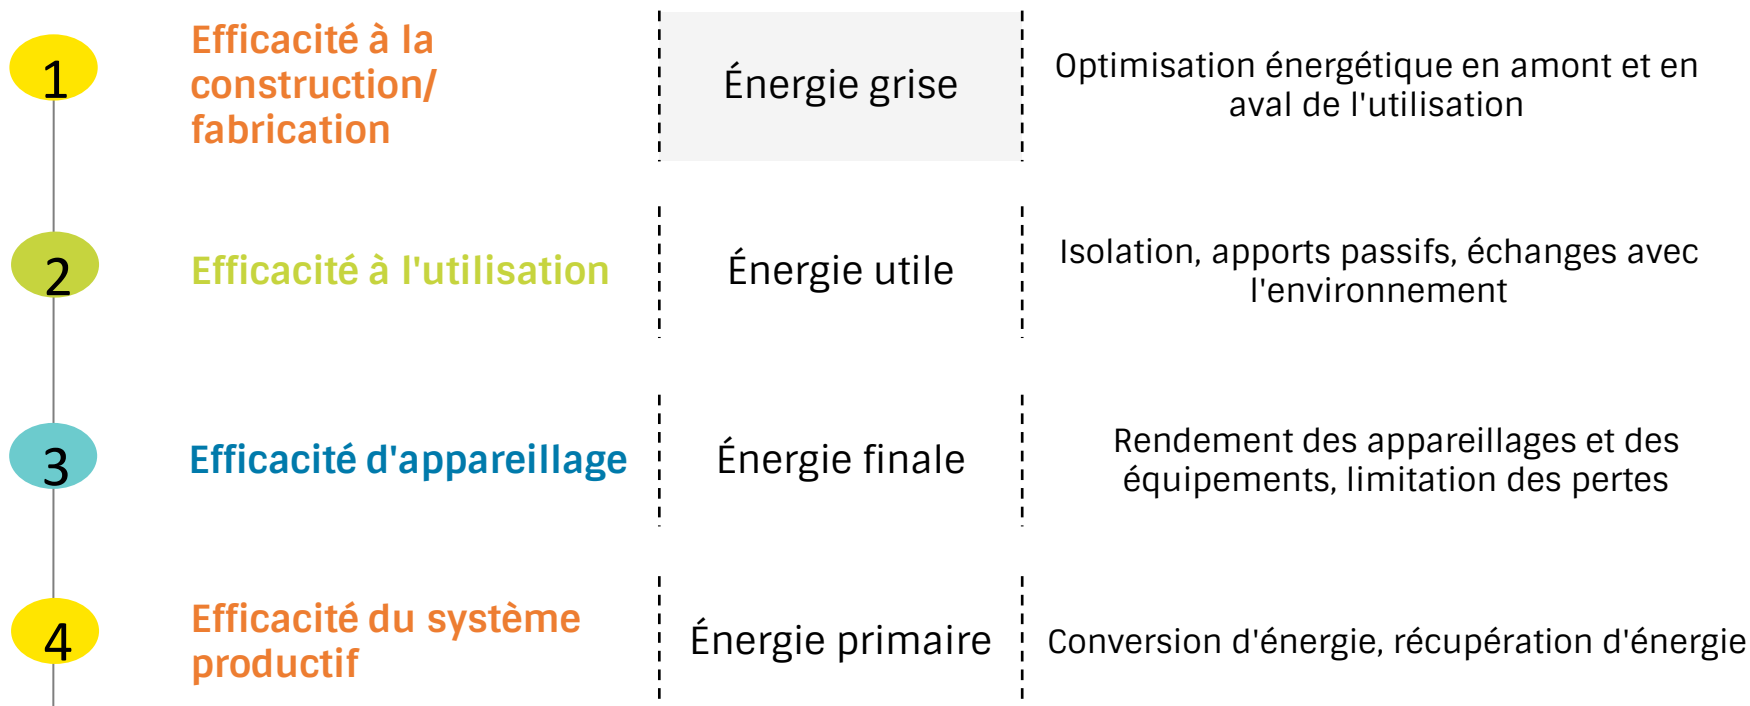 1
Efficacité à la
construction/
fabrication
Énergie grise
Optimisation énergétique en amont et en
aval de l'utilisation
2
Efficacité à l'utilisation
Énergie utile
Isolation, apports passifs, échanges avec
l'environnement
3
Efficacité d'appareillage
Énergie finale
Rendement des appareillages et des
équipements, limitation des pertes
4
Efficacité du système
productif
Énergie primaire
Conversion d'énergie, récupération d'énergie